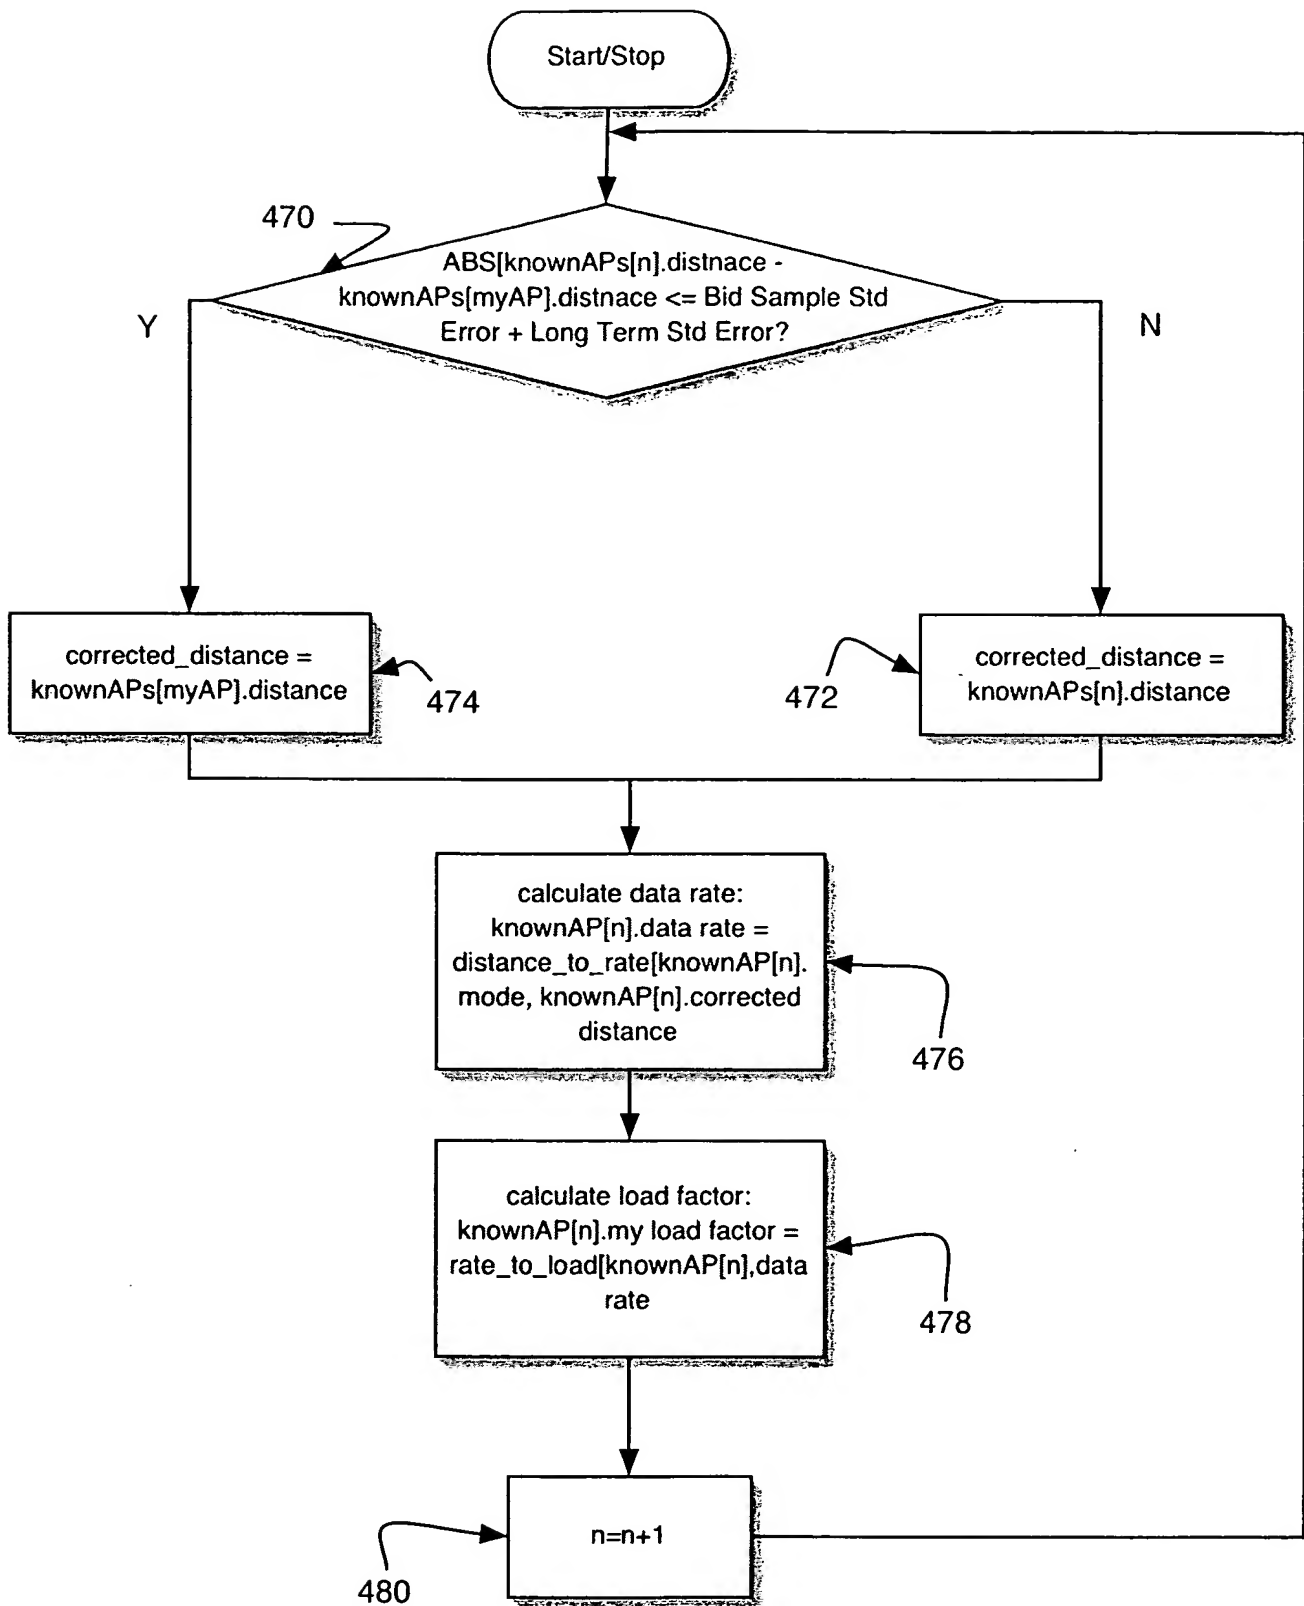 Start/Stop
470
ABS[knownAPs[n].distnace -
knownAPs[myAP].distnace <= Bid Sample Std
Error + Long Term Std Error?
Y
N
corrected_distance =
knownAPs[myAP].distance
474
472
corrected_distance =
knownAPs[n].distance
calculate data rate:
knownAP[n].data rate =
distance_to_rate[knownAP[n].
mode, knownAP[n].corrected
distance
476
calculate load factor:
knownAP[n].my load factor =
rate_to_load[knownAP[n],data
rate
478
n=n+1
480